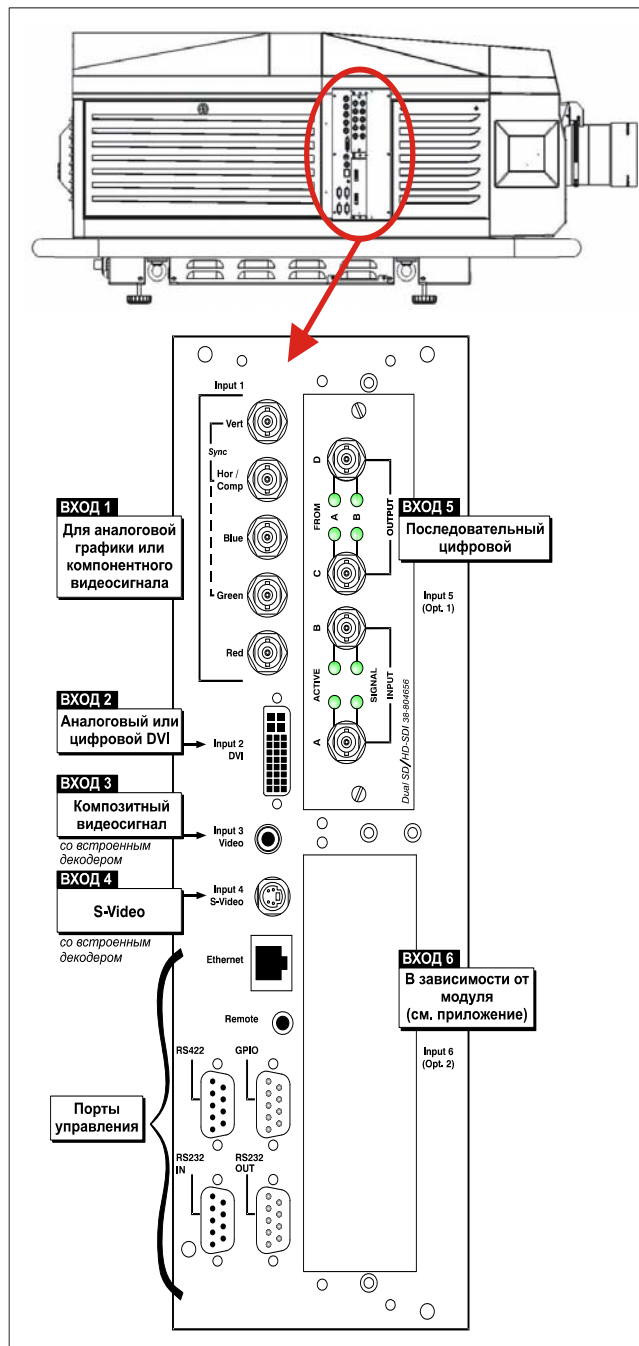 Input 1
Vert
Sync
Hor /
Comp
Blue
Green
Red
ВХОД 1
Для аналоговой
графики или
компонентного
видеосигнала
D
FROM
A
B
OUTPUT
C
B
ACTIVE
SIGNAL
INPUT
A
Dual SD/HD-SDI 38-804656
ВХОД 5
Последовательный
цифровой
Input 5
(Opt. 1)
ВХОД 2
Аналоговый или
цифровой DVI
Input 2
DVI
ВХОД 3
Композитный
видеосигнал
со встроенным
декодером
Input 3
Video
ВХОД 4
S-Video
со встроенным
декодером
Input 4
S-Video
Ethernet
Remote
ВХОД 6
В зависимости от
модуля
(см. приложение)
Input 6
(Opt. 2)
Порты
управления
RS422
GPIO
RS232
IN
RS232
OUT